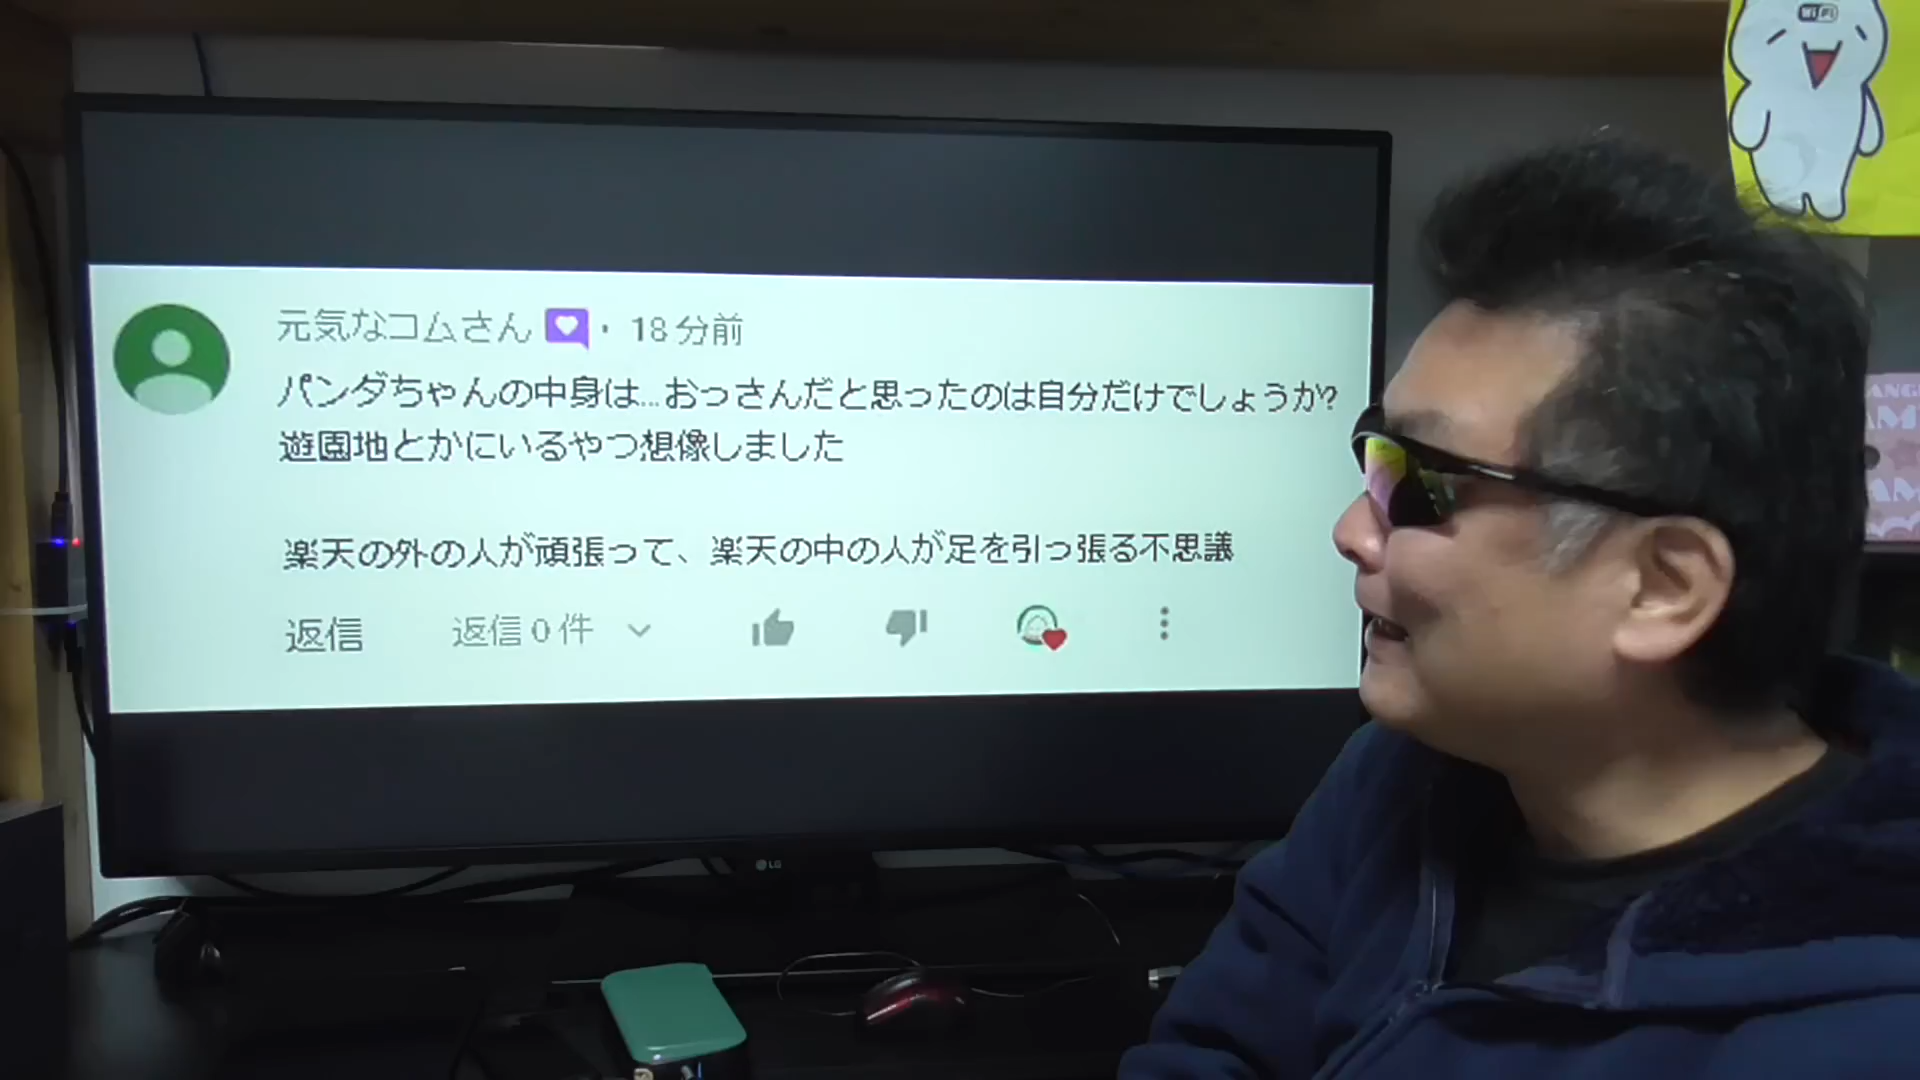 WiFi
元気なコムさん · 18 分前
パンダちゃんの中身は...おっさんだと思ったのは自分だけでしょうか?
遊園地とかにいるやつ想像しました
楽天の外の人が頑張って、楽天の中の人が足を引っ張る不思議
返信 返信 0 件
LG